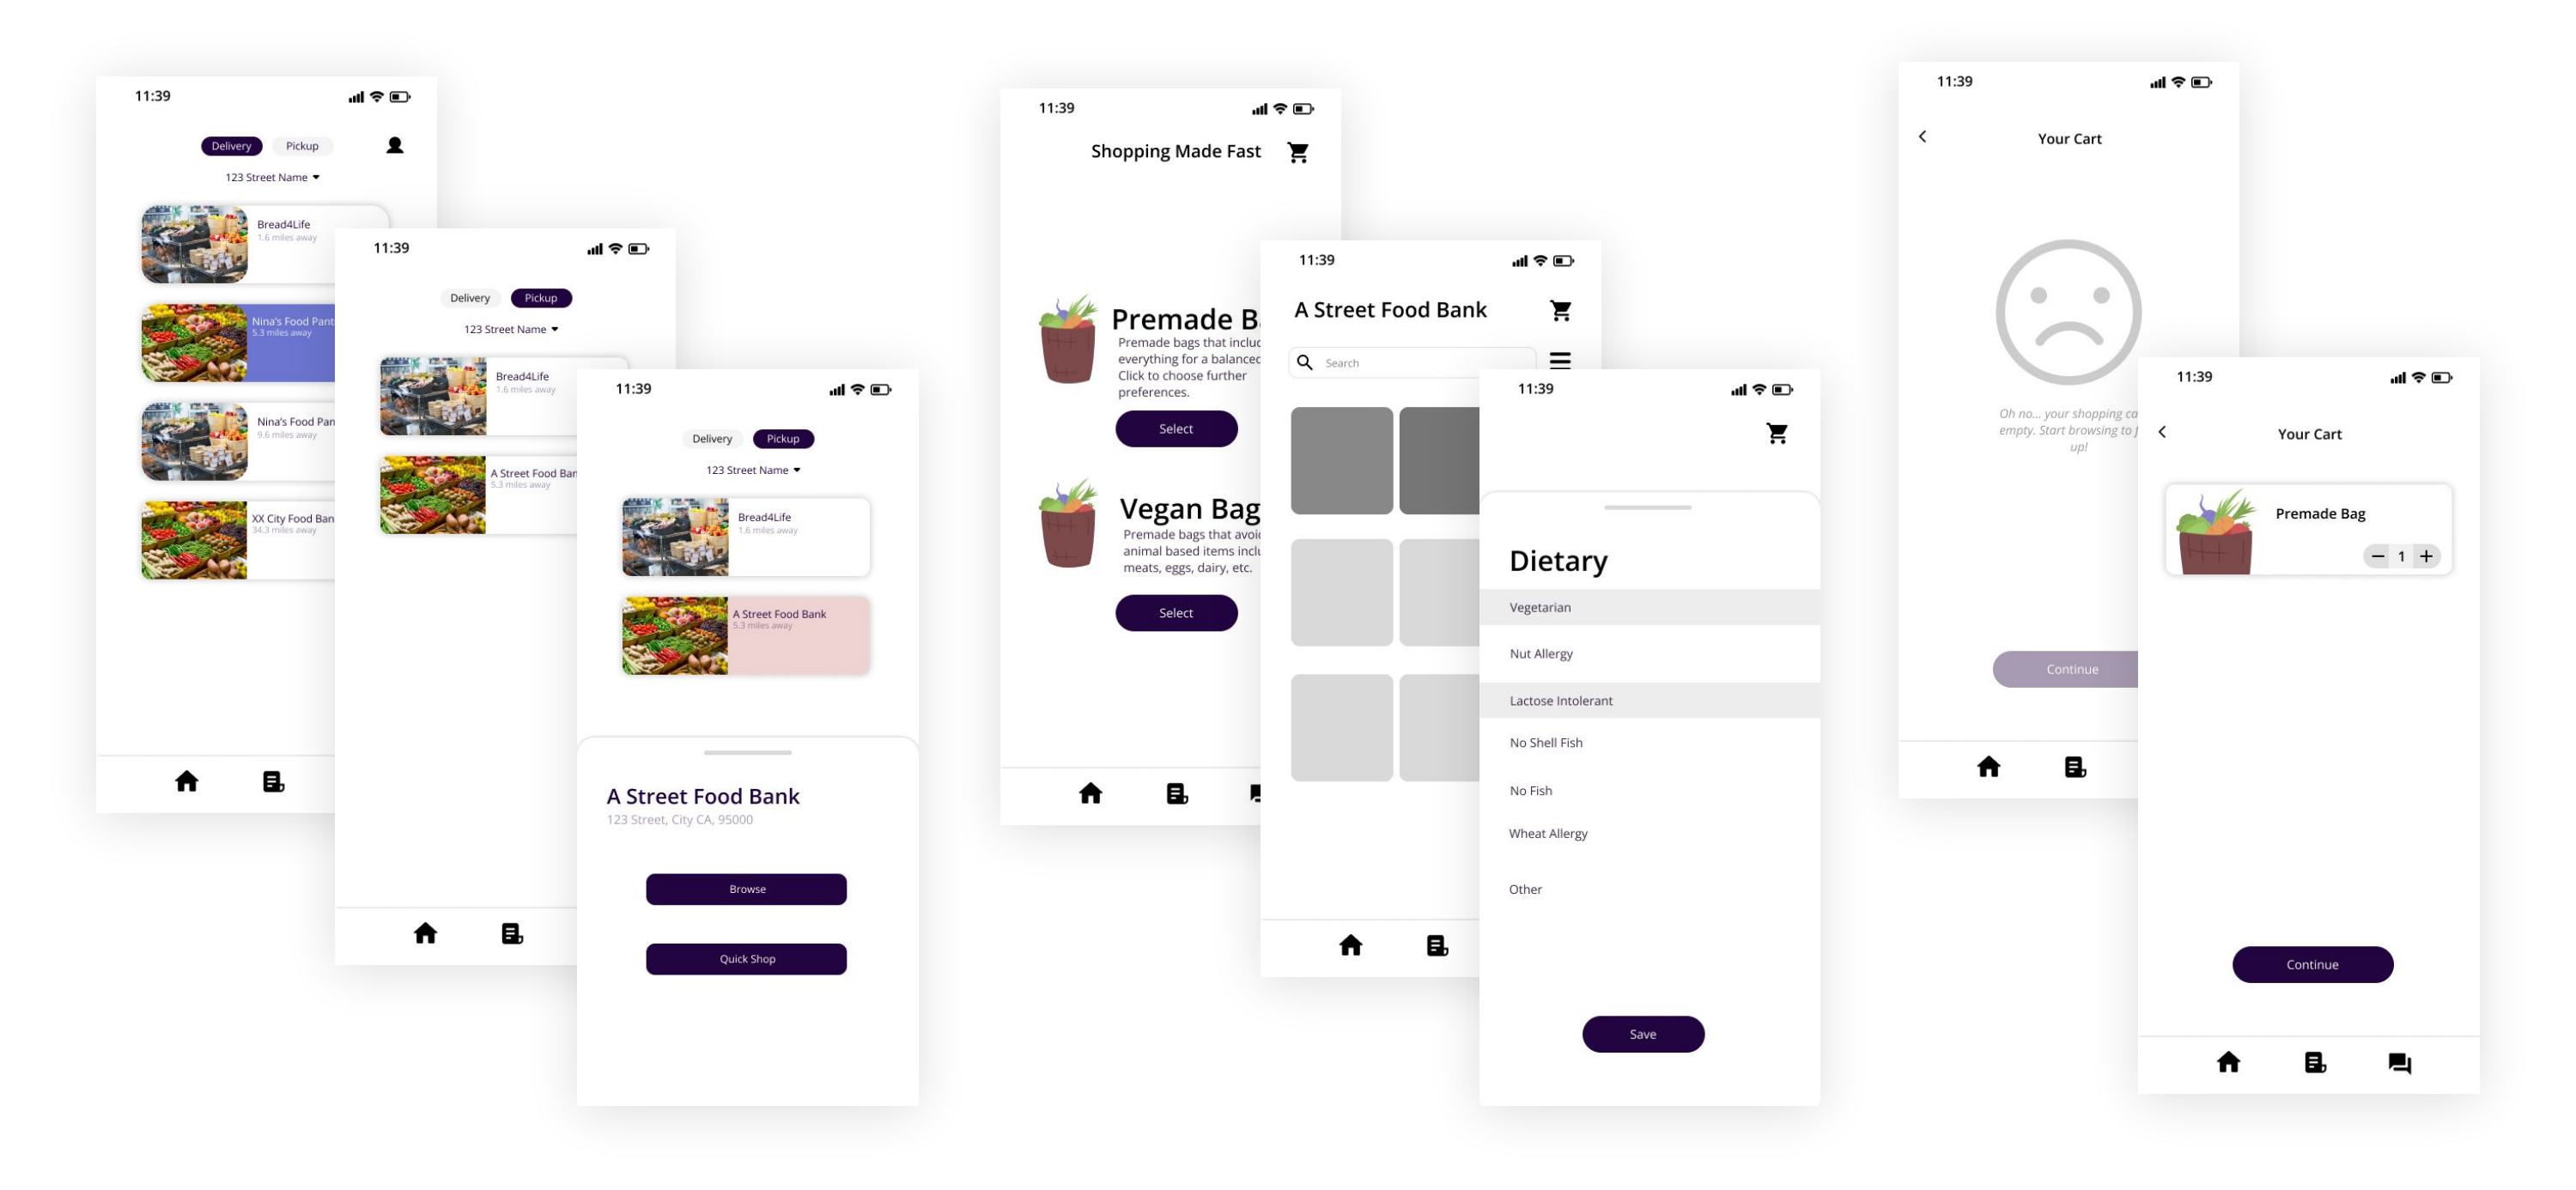 11:39
Delivery Pickup
123 Street Name
Bread4Life
1.6 miles away
Nina's Food Pant
5.3 miles away
Nina's Food Pan
9.6 miles away
XX City Food Ban
34.3 miles away
11:39
Delivery Pickup
123 Street Name
Bread4Life
1.6 miles away
A Street Food Ban
5.3 miles away
11:39
Delivery Pickup
123 Street Name
Bread4Life
1.6 miles away
A Street Food Bank
5.3 miles away
A Street Food Bank
123 Street, City CA, 95000
Browse
Quick Shop
11:39
Shopping Made Fast
Premade B
Premade bags that includ
everything for a balanced
Click to choose further
preferences.
Select
Vegan Bag
Premade bags that avoid
animal based items inclu
meats, eggs, dairy, etc.
Select
11:39
A Street Food Bank
Search
11:39
Dietary
Vegetarian
Nut Allergy
Lactose Intolerant
No Shell Fish
No Fish
Wheat Allergy
Other
Save
11:39
Your Cart
Oh no... your shopping ca
empty. Start browsing to f
up!
Continue
11:39
Your Cart
Premade Bag
1
Continue